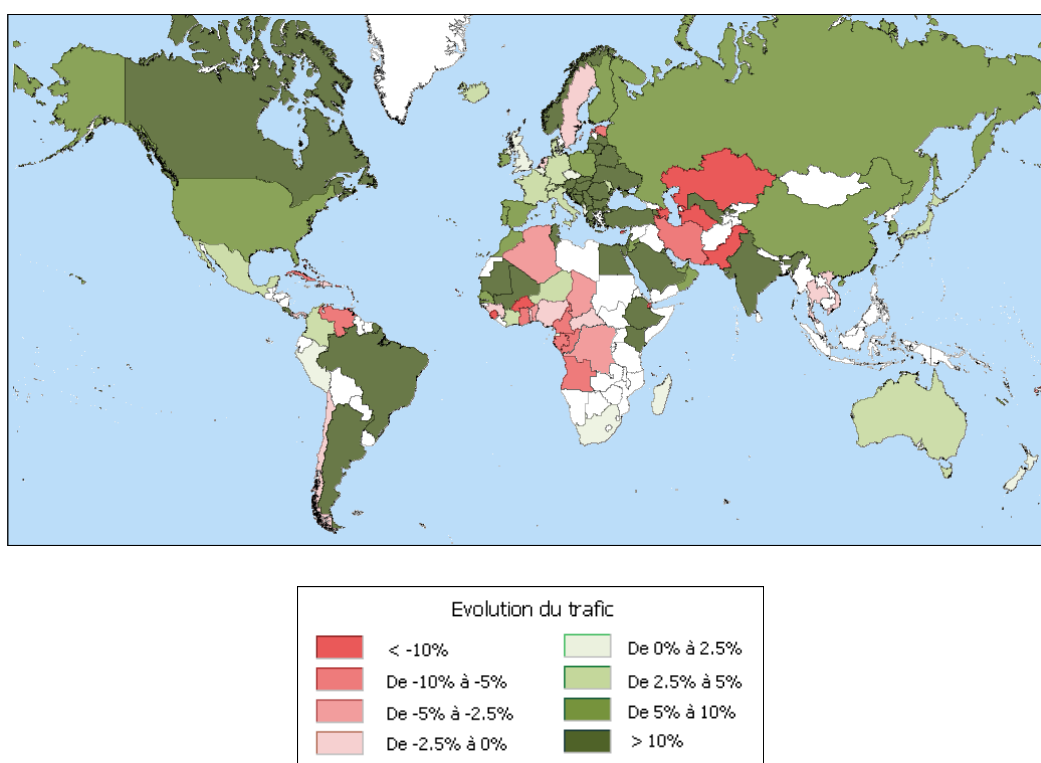 Evolution du trafic
< -10%
De -10% à -5%
De -5% à -2.5%
De -2.5% à 0%
De 0% à 2.5%
De 2.5% à 5%
De 5% à 10%
> 10%